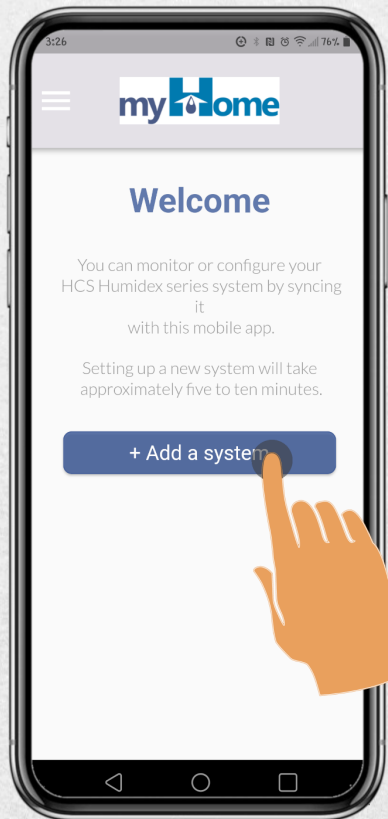 3:26 76%
myHome
Welcome
You can monitor or configure your
HCS Humidex series system by syncing
it
with this mobile app.
Setting up a new system will take
approximately five to ten minutes.
+ Add a system